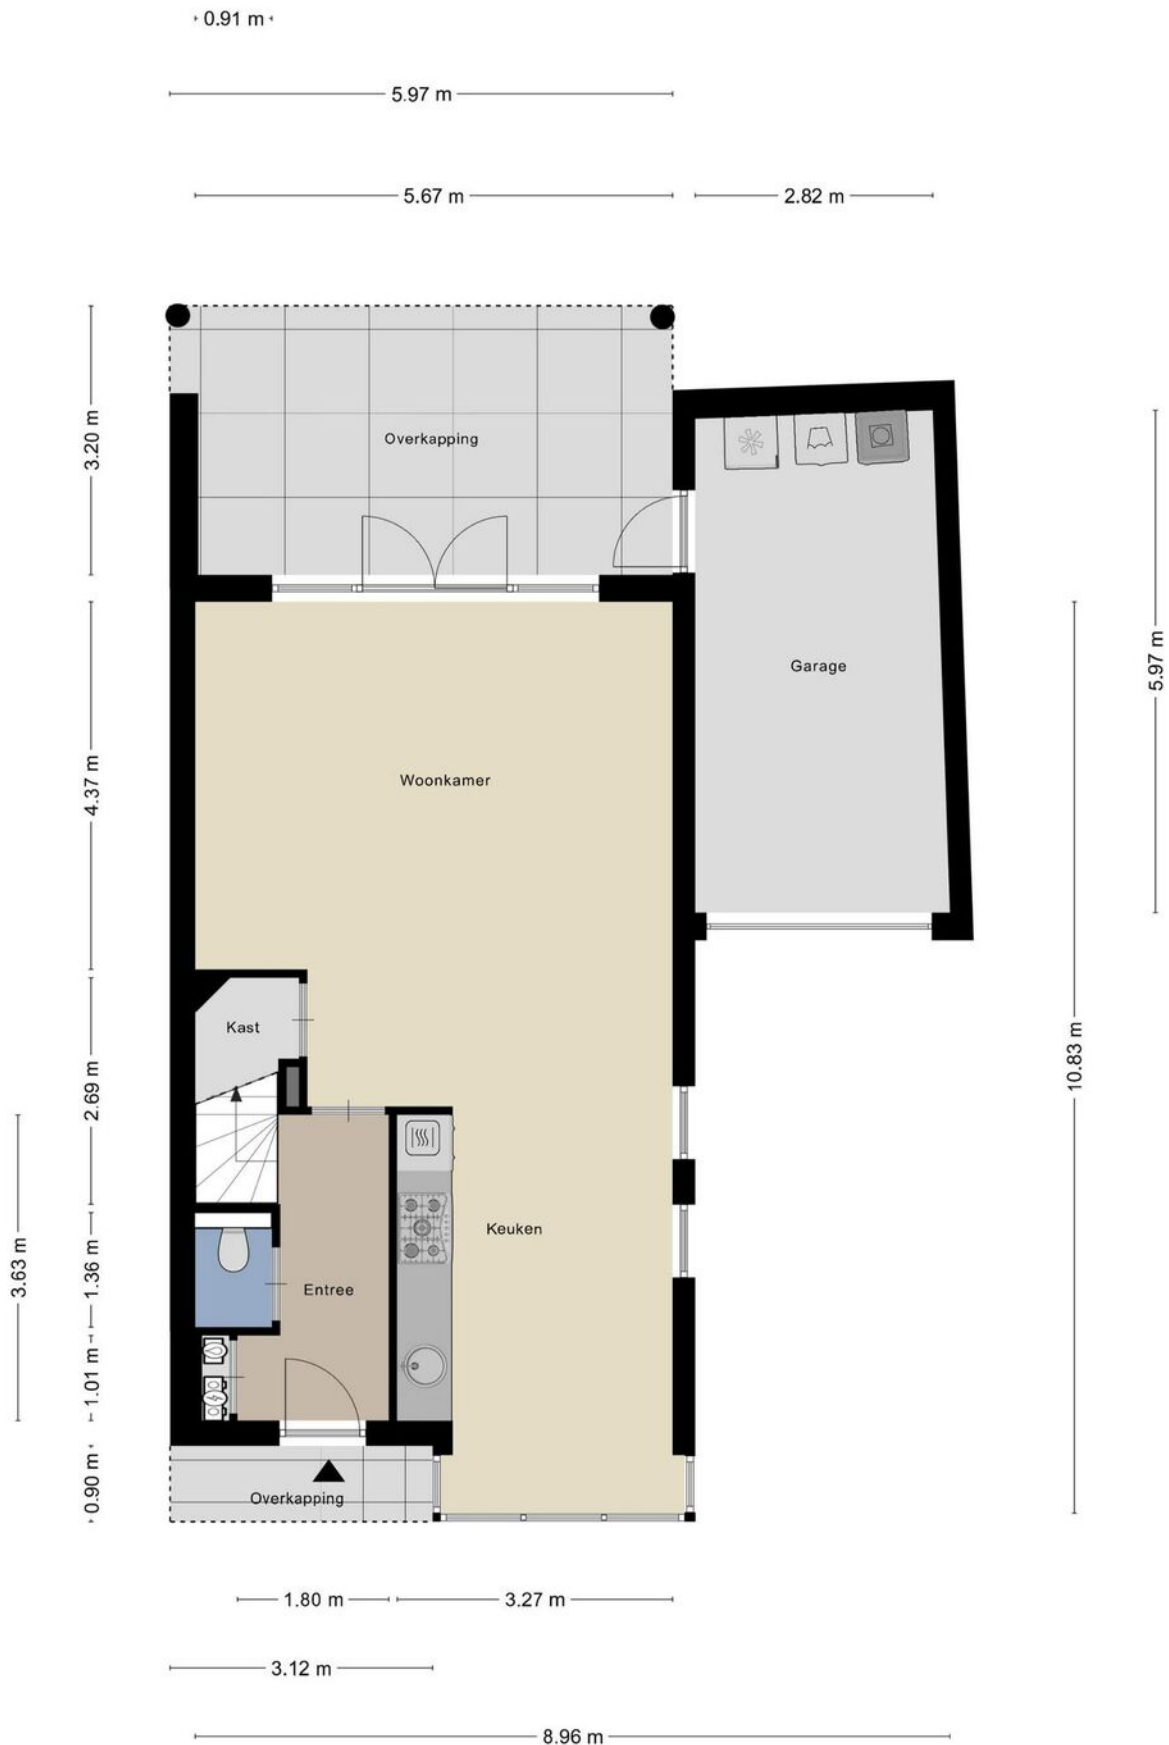 0.91 m
5.97 m
5.67 m
2.82 m
3.20 m
Overkapping
5.97 m
Garage
4.37 m
Woonkamer
Kast
10.83 m
2.69 m
Keuken
3.63 m
1.36 m
Entree
1.01 m
0.90 m
Overkapping
1.80 m
3.27 m
3.12 m
8.96 m